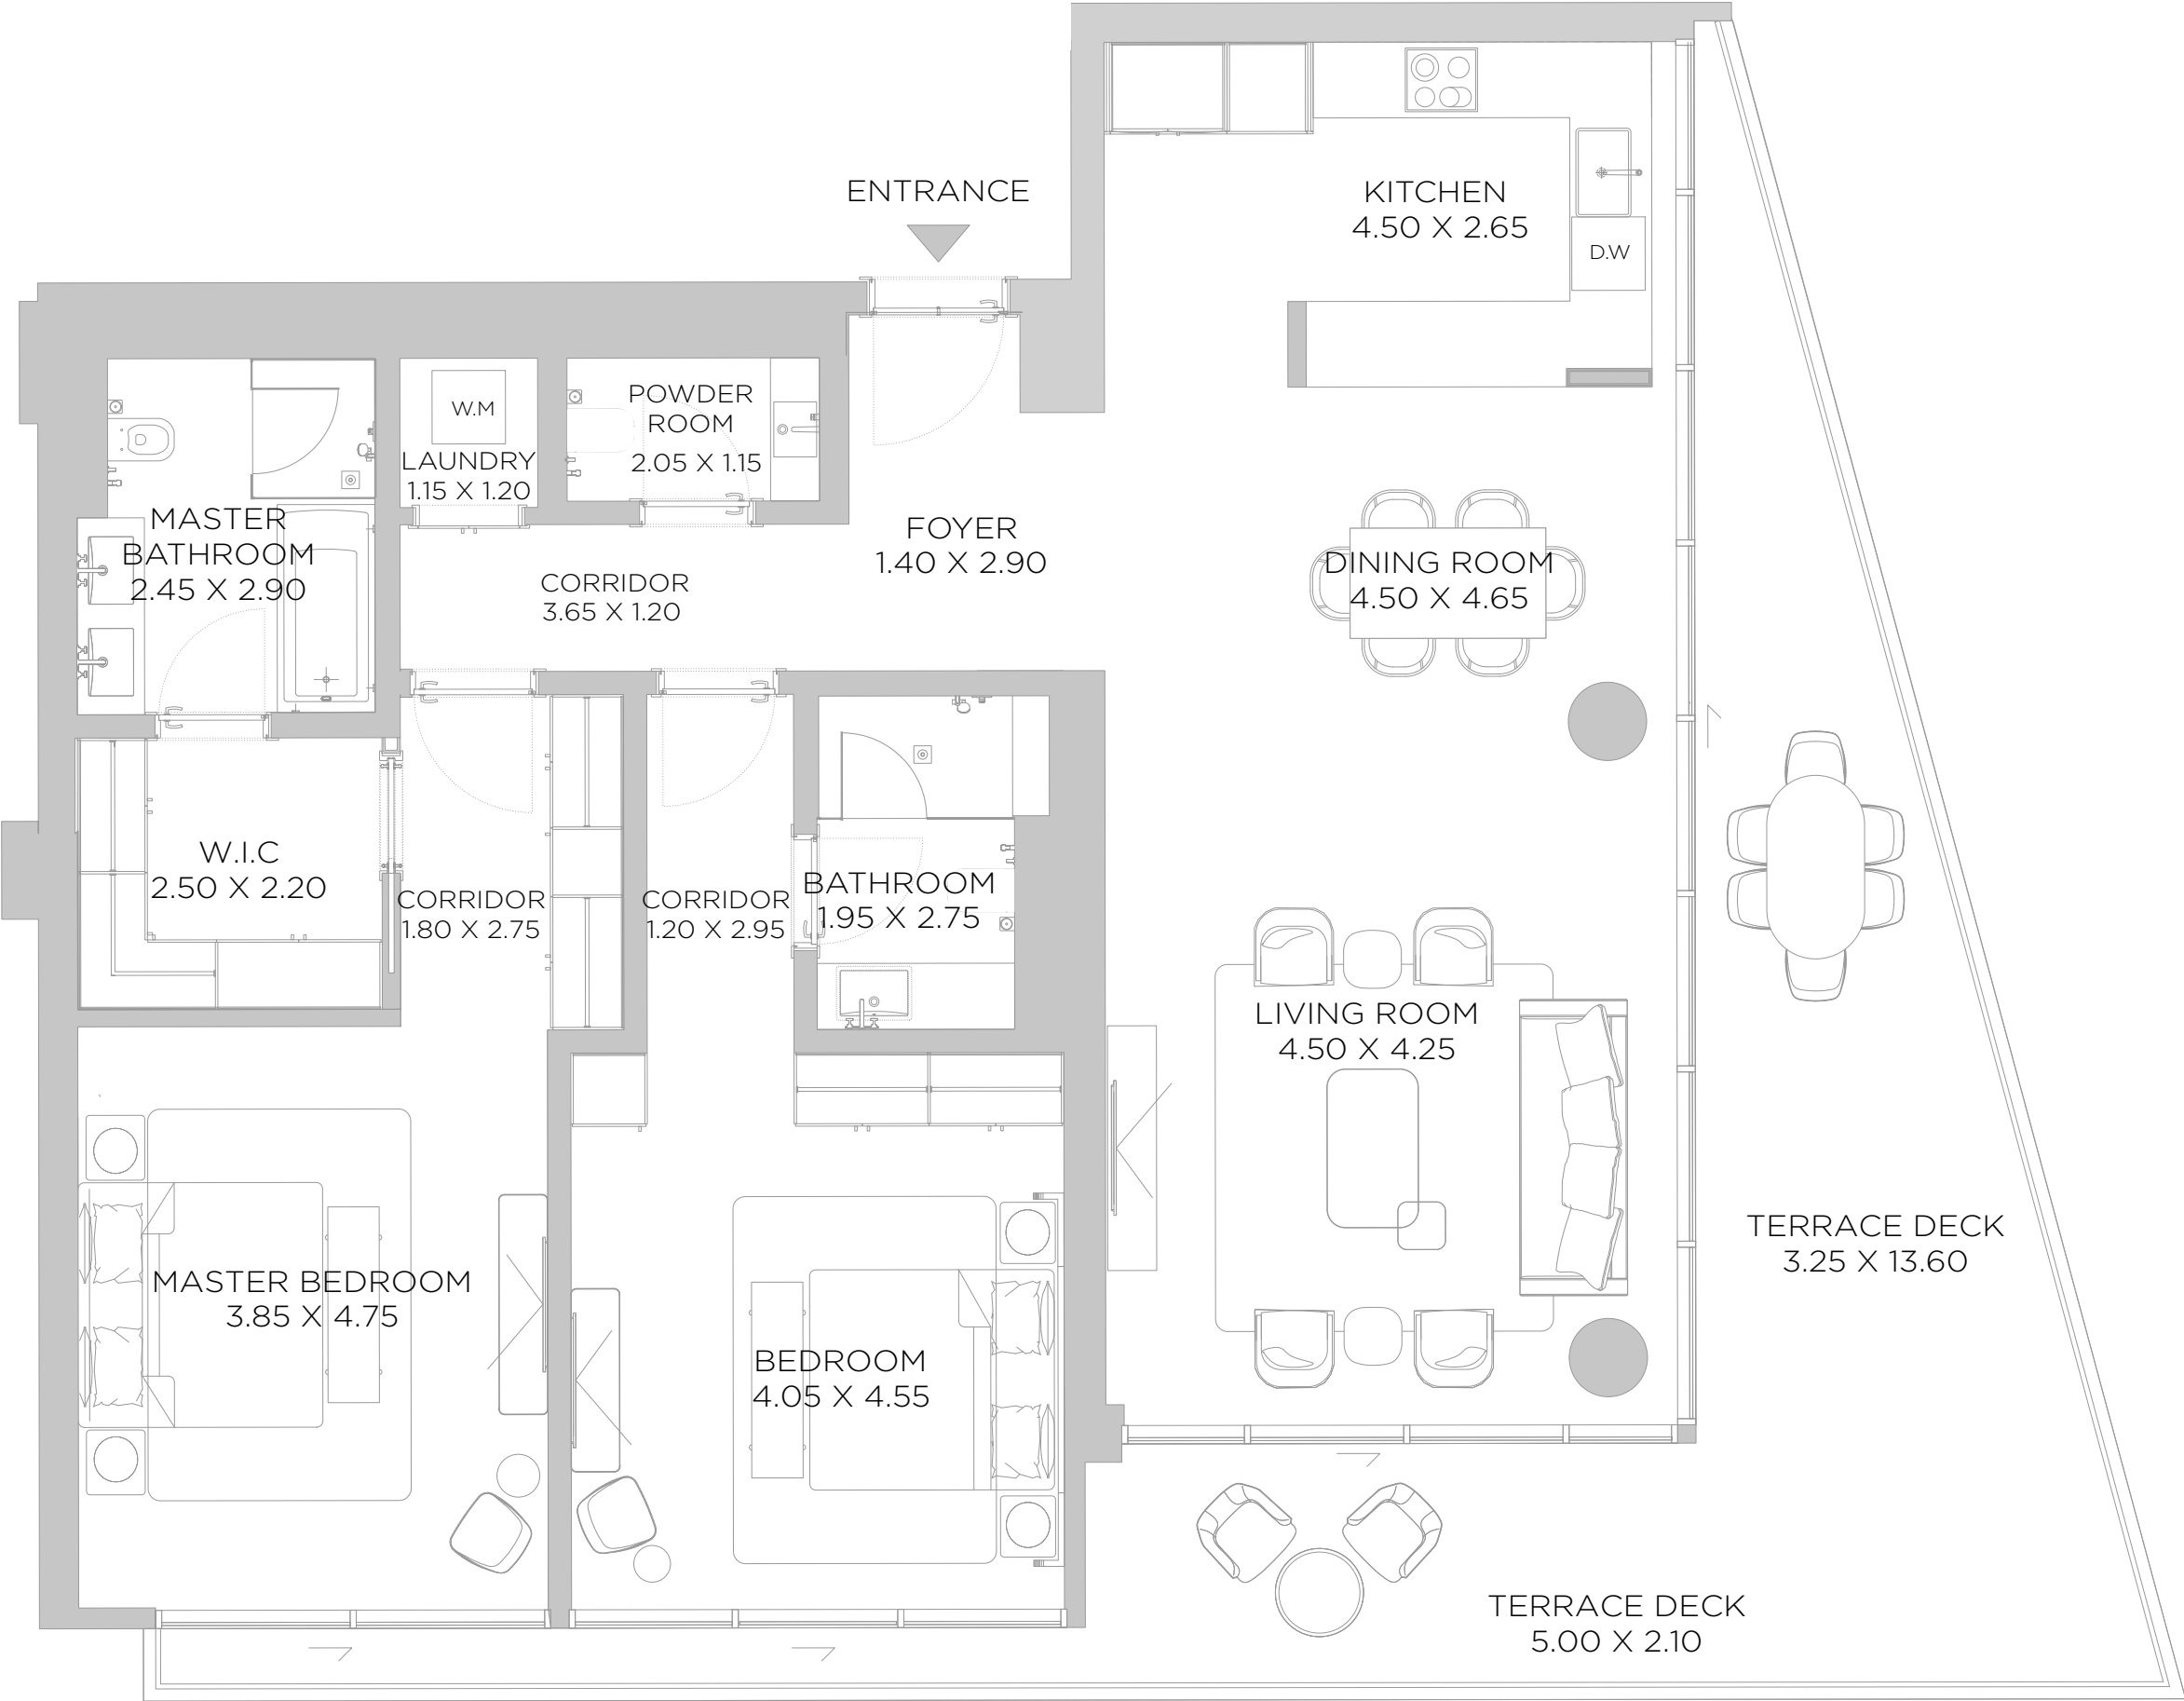 ENTRANCE
KITCHEN
4.50 X 2.65
D.W
POWDER
ROOM
2.05 X 1.15
W.M
LAUNDRY
1.15 X 1.20
MASTER
BATHROOM
2.45 X 2.90
FOYER
1.40 X 2.90
DINING ROOM
4.50 X 4.65
CORRIDOR
3.65 X 1.20
W.I.C
2.50 X 2.20
CORRIDOR
1.80 X 2.75
CORRIDOR
1.20 X 2.95
BATHROOM
1.95 X 2.75
LIVING ROOM
4.50 X 4.25
TERRACE DECK
3.25 X 13.60
MASTER BEDROOM
3.85 X 4.75
BEDROOM
4.05 X 4.55
TERRACE DECK
5.00 X 2.10